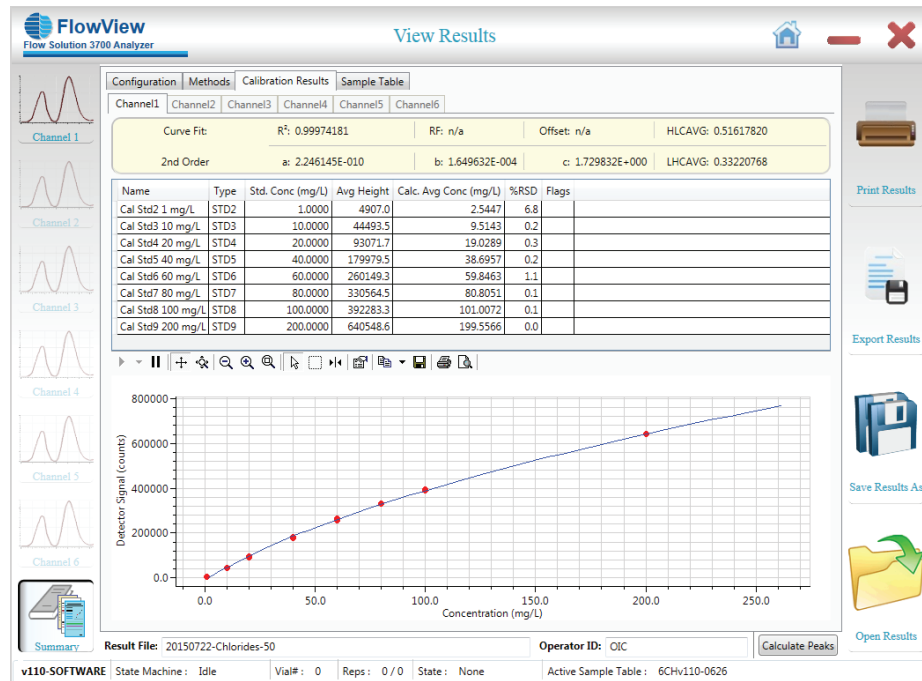 FlowView
Flow Solution 3700 Analyzer
View Results
Configuration Methods Calibration Results Sample Table
Channel1 Channel2 Channel3 Channel4 Channel5 Channel6
Curve Fit: R²: 0.99974181 RF: n/a Offset: n/a HLCAVG: 0.51617820
2nd Order a: 2.246145E-010 b: 1.649632E-004 c: 1.729832E+000 LHCAVG: 0.33220768
Name Type Std. Conc (mg/L) Avg Height Calc. Avg Conc (mg/L) %RSD Flags
Cal Std2 1 mg/L STD2 1.0000 4907.0 2.5447 6.8
Cal Std3 10 mg/L STD3 10.0000 44493.5 9.5143 0.2
Cal Std4 20 mg/L STD4 20.0000 93071.7 19.0289 0.3
Cal Std5 40 mg/L STD5 40.0000 179979.5 38.6957 0.2
Cal Std6 60 mg/L STD6 60.0000 260149.3 59.8463 1.1
Cal Std7 80 mg/L STD7 80.0000 330564.5 80.8051 0.1
Cal Std8 100 mg/L STD8 100.0000 392283.3 101.0072 0.1
Cal Std9 200 mg/L STD9 200.0000 640548.6 199.5566 0.0
800000
600000
400000
200000
0.0
Detector Signal (counts)
0.0 50.0 100.0 150.0 200.0 250.0
Concentration (mg/L)
Channel 1
Channel 2
Channel 3
Channel 4
Channel 5
Channel 6
Summary
Print Results
Export Results
Save Results As
Open Results
Result File: 20150722-Chlorides-50 Operator ID: OIC Calculate Peaks
v110-SOFTWARE State Machine : Idle Vial# : 0 Reps : 0 / 0 State : None Active Sample Table : 6CHv110-0626